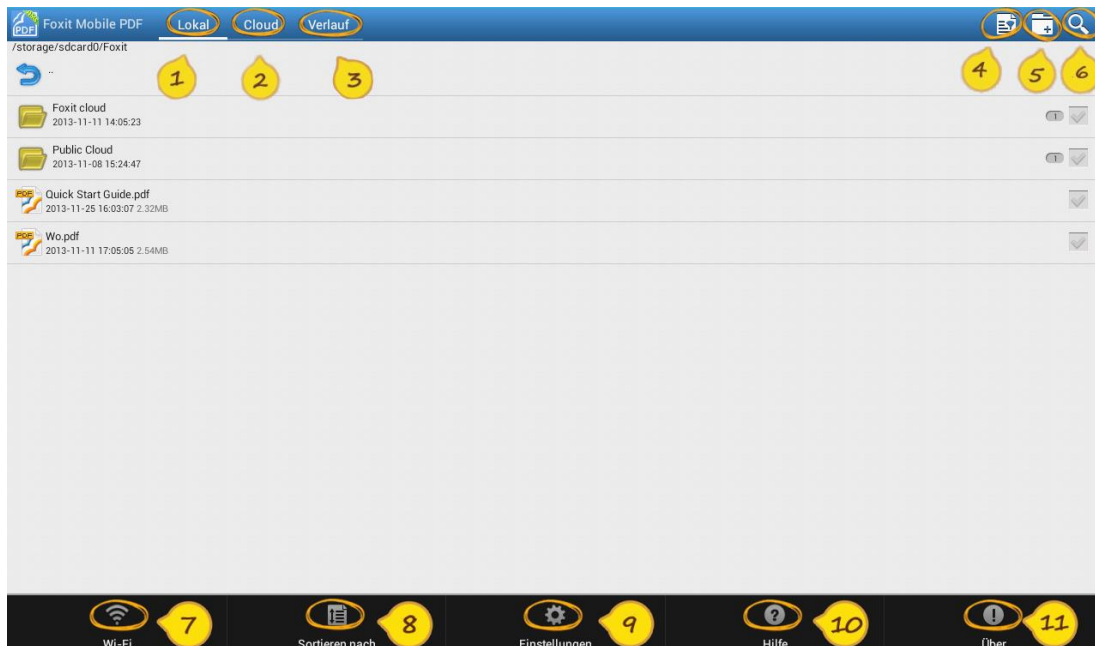 Foxit Mobile PDF Lokal Cloud Verlauf
/storage/sdcard0/Foxit
..
1 2 3 4 5 6
Foxit cloud
2013-11-11 14:05:23
1
Public Cloud
2013-11-08 15:24:47
1
Quick Start Guide.pdf
2013-11-25 16:03:07 2.32MB
Wo.pdf
2013-11-11 17:05:05 2.54MB
7 8 9 10 11
Wi-Fi Sortieren nach Einstellungen Hilfe Über